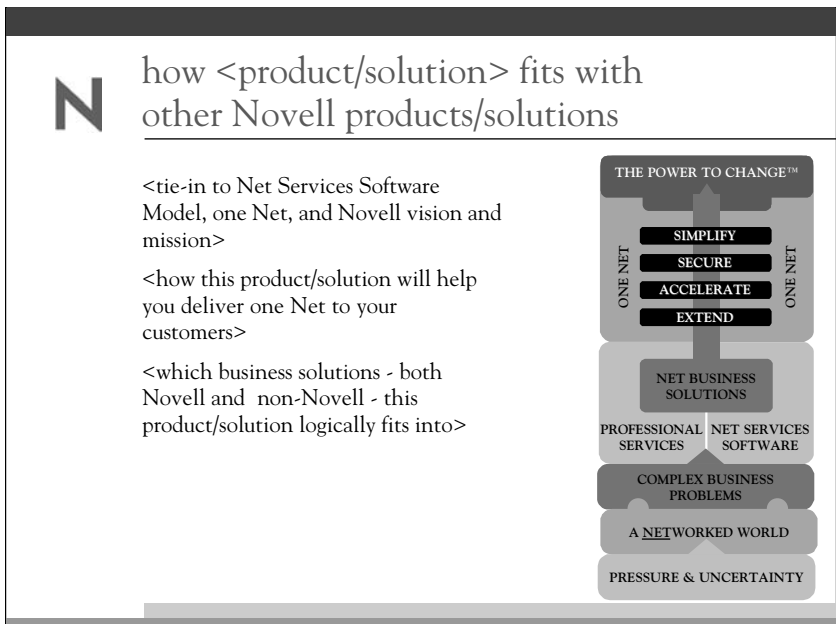 N
how <product/solution> fits with
other Novell products/solutions
<tie-in to Net Services Software
Model, one Net, and Novell vision and
mission>
<how this product/solution will help
you deliver one Net to your
customers>
<which business solutions - both
Novell and  non-Novell - this
product/solution logically fits into>
THE POWER TO CHANGE™
ONE NET
SIMPLIFY
SECURE
ACCELERATE
EXTEND
ONE NET
NET BUSINESS
SOLUTIONS
PROFESSIONAL
SERVICES
NET SERVICES
SOFTWARE
COMPLEX BUSINESS
PROBLEMS
A NETWORKED WORLD
PRESSURE & UNCERTAINTY